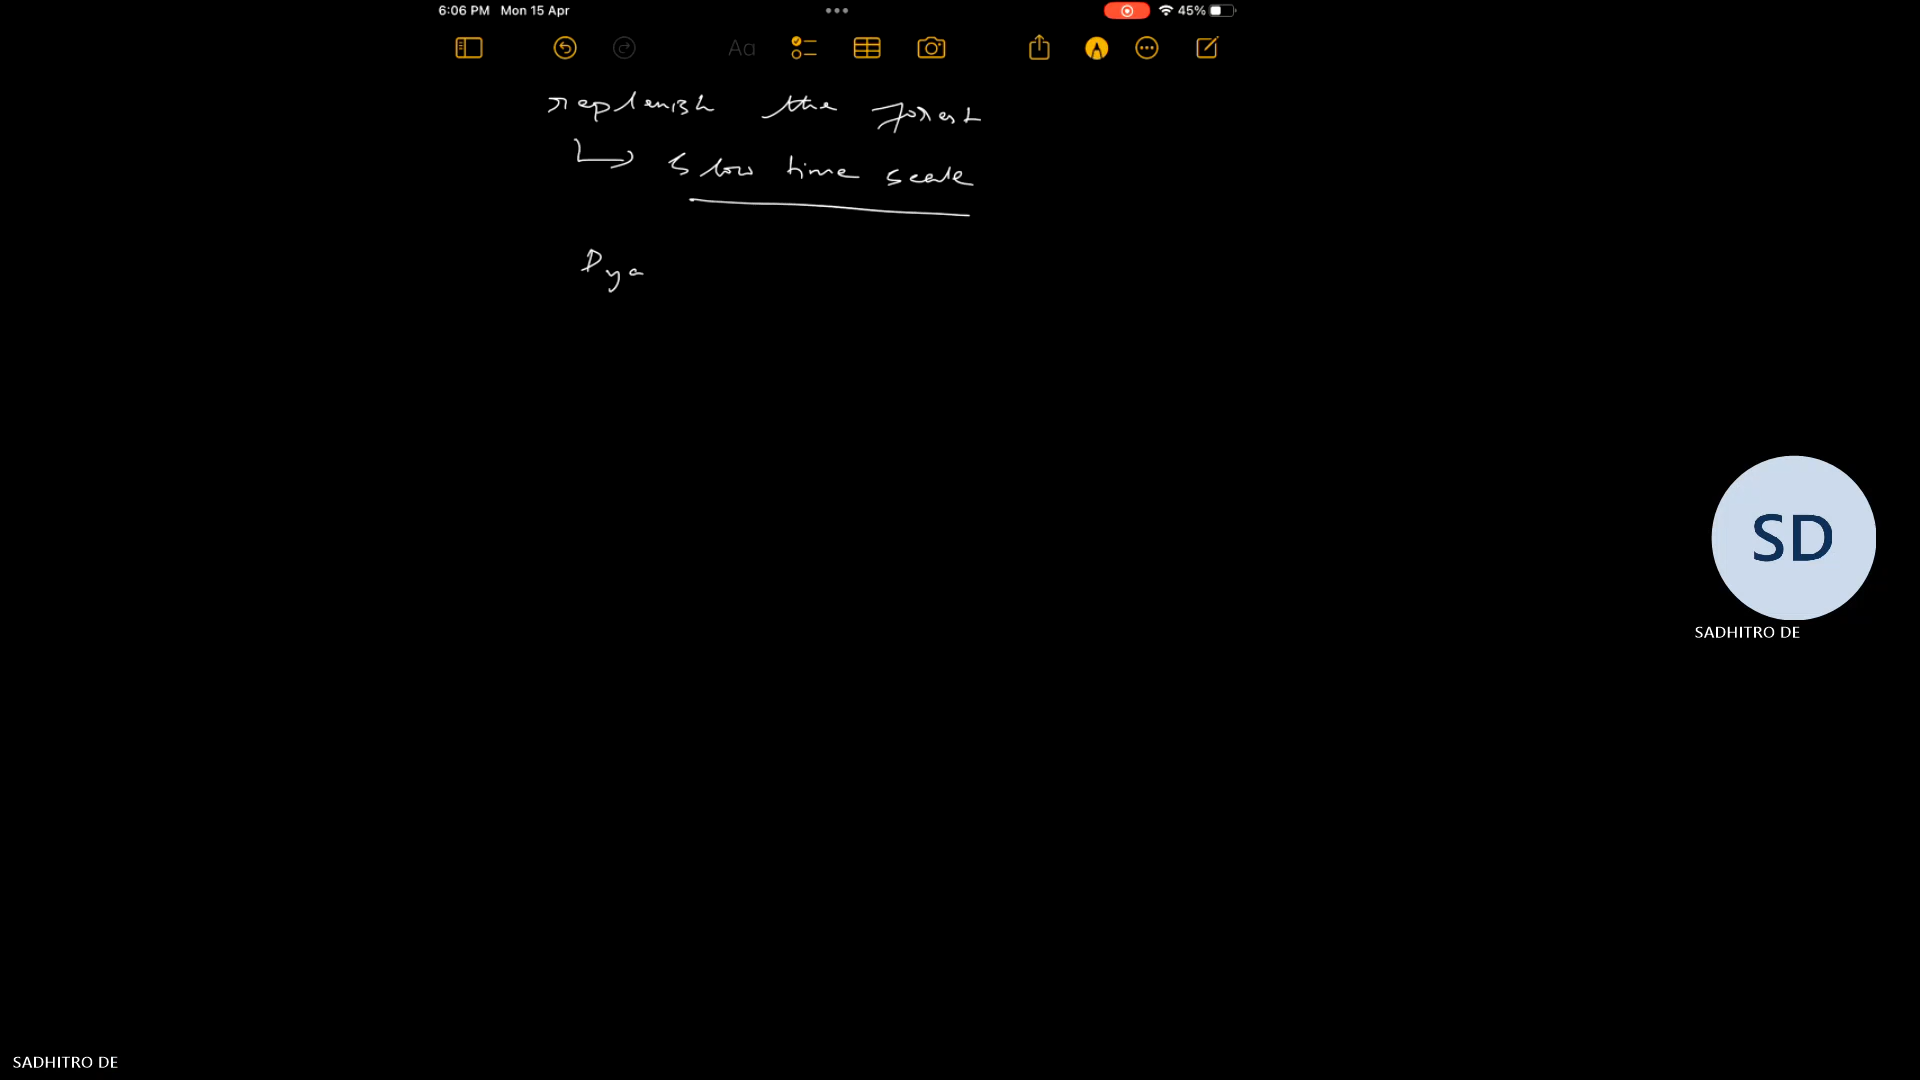 6:06 PM Mon 15 Apr
45%
Aa
replenish the forest
↳ Slow time scale
Dya
SD
SADHITRO DE
SADHITRO DE